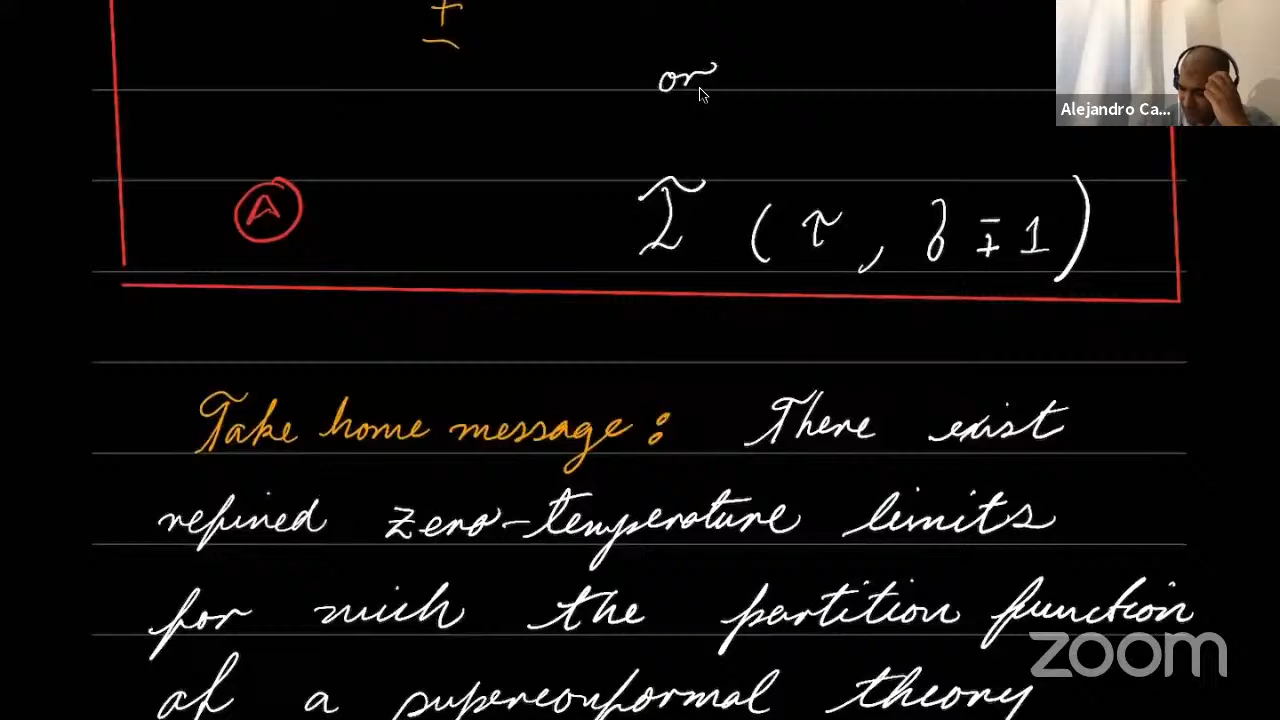 ±
or
Alejandro Ca...
A
I (τ, δ ∓ 1)
Take home message: There exist
refined zero-temperature limits
for wich the partition function
zoom
of a superconformal theory